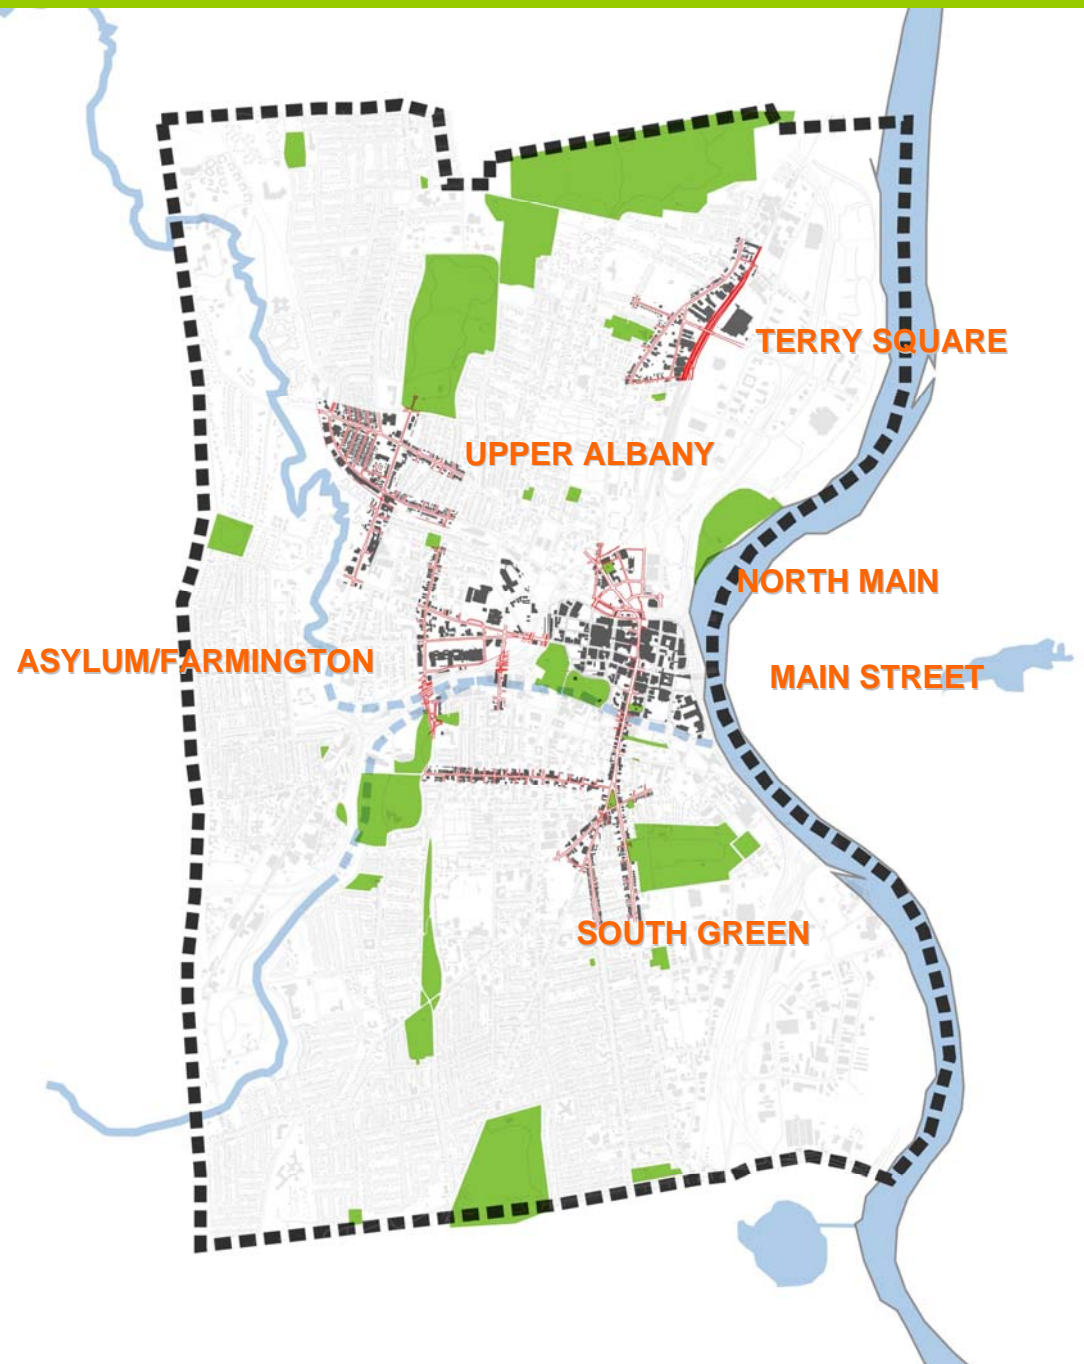 TERRY SQUARE
UPPER ALBANY
NORTH MAIN
ASYLUM/FARMINGTON
MAIN STREET
SOUTH GREEN